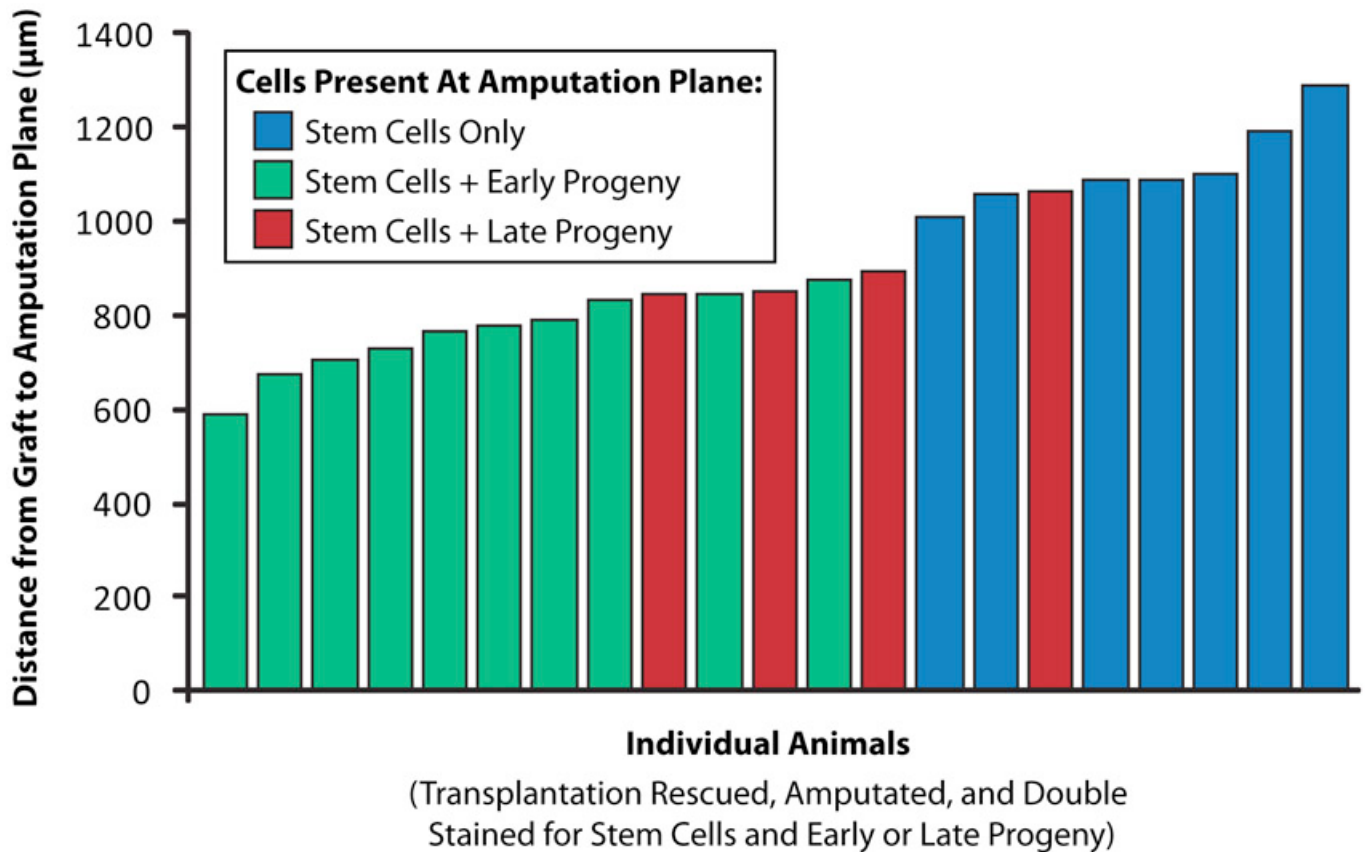 Distance from Graft to Amputation Plane (µm)
1400
1200
1000
800
600
400
200
0
Cells Present At Amputation Plane:
Stem Cells Only
Stem Cells + Early Progeny
Stem Cells + Late Progeny
Individual Animals
(Transplantation Rescued, Amputated, and Double
Stained for Stem Cells and Early or Late Progeny)